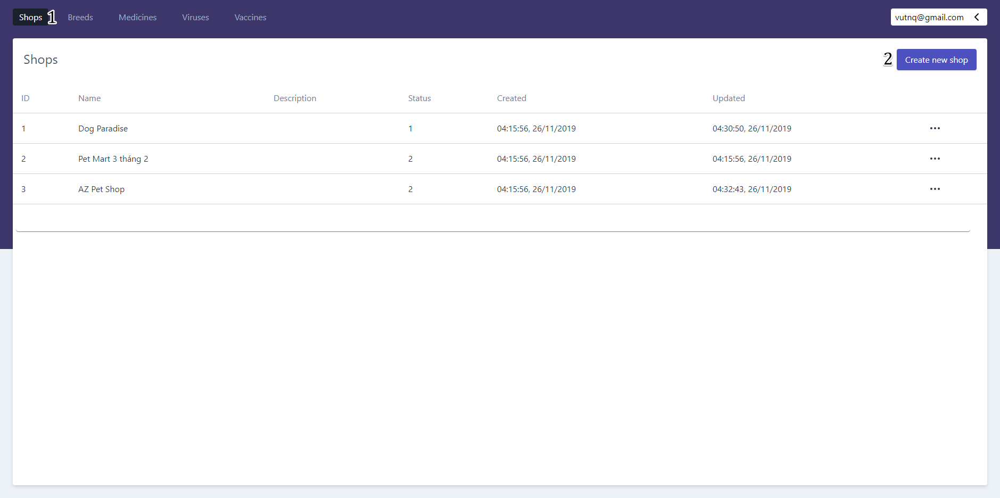 Shops 1 Breeds Medicines Viruses Vaccines vutnq@gmail.com
Shops 2 Create new shop
ID Name Description Status Created Updated
1 Dog Paradise 1 04:15:56, 26/11/2019 04:30:50, 26/11/2019
2 Pet Mart 3 tháng 2 2 04:15:56, 26/11/2019 04:15:56, 26/11/2019
3 AZ Pet Shop 2 04:15:56, 26/11/2019 04:32:43, 26/11/2019